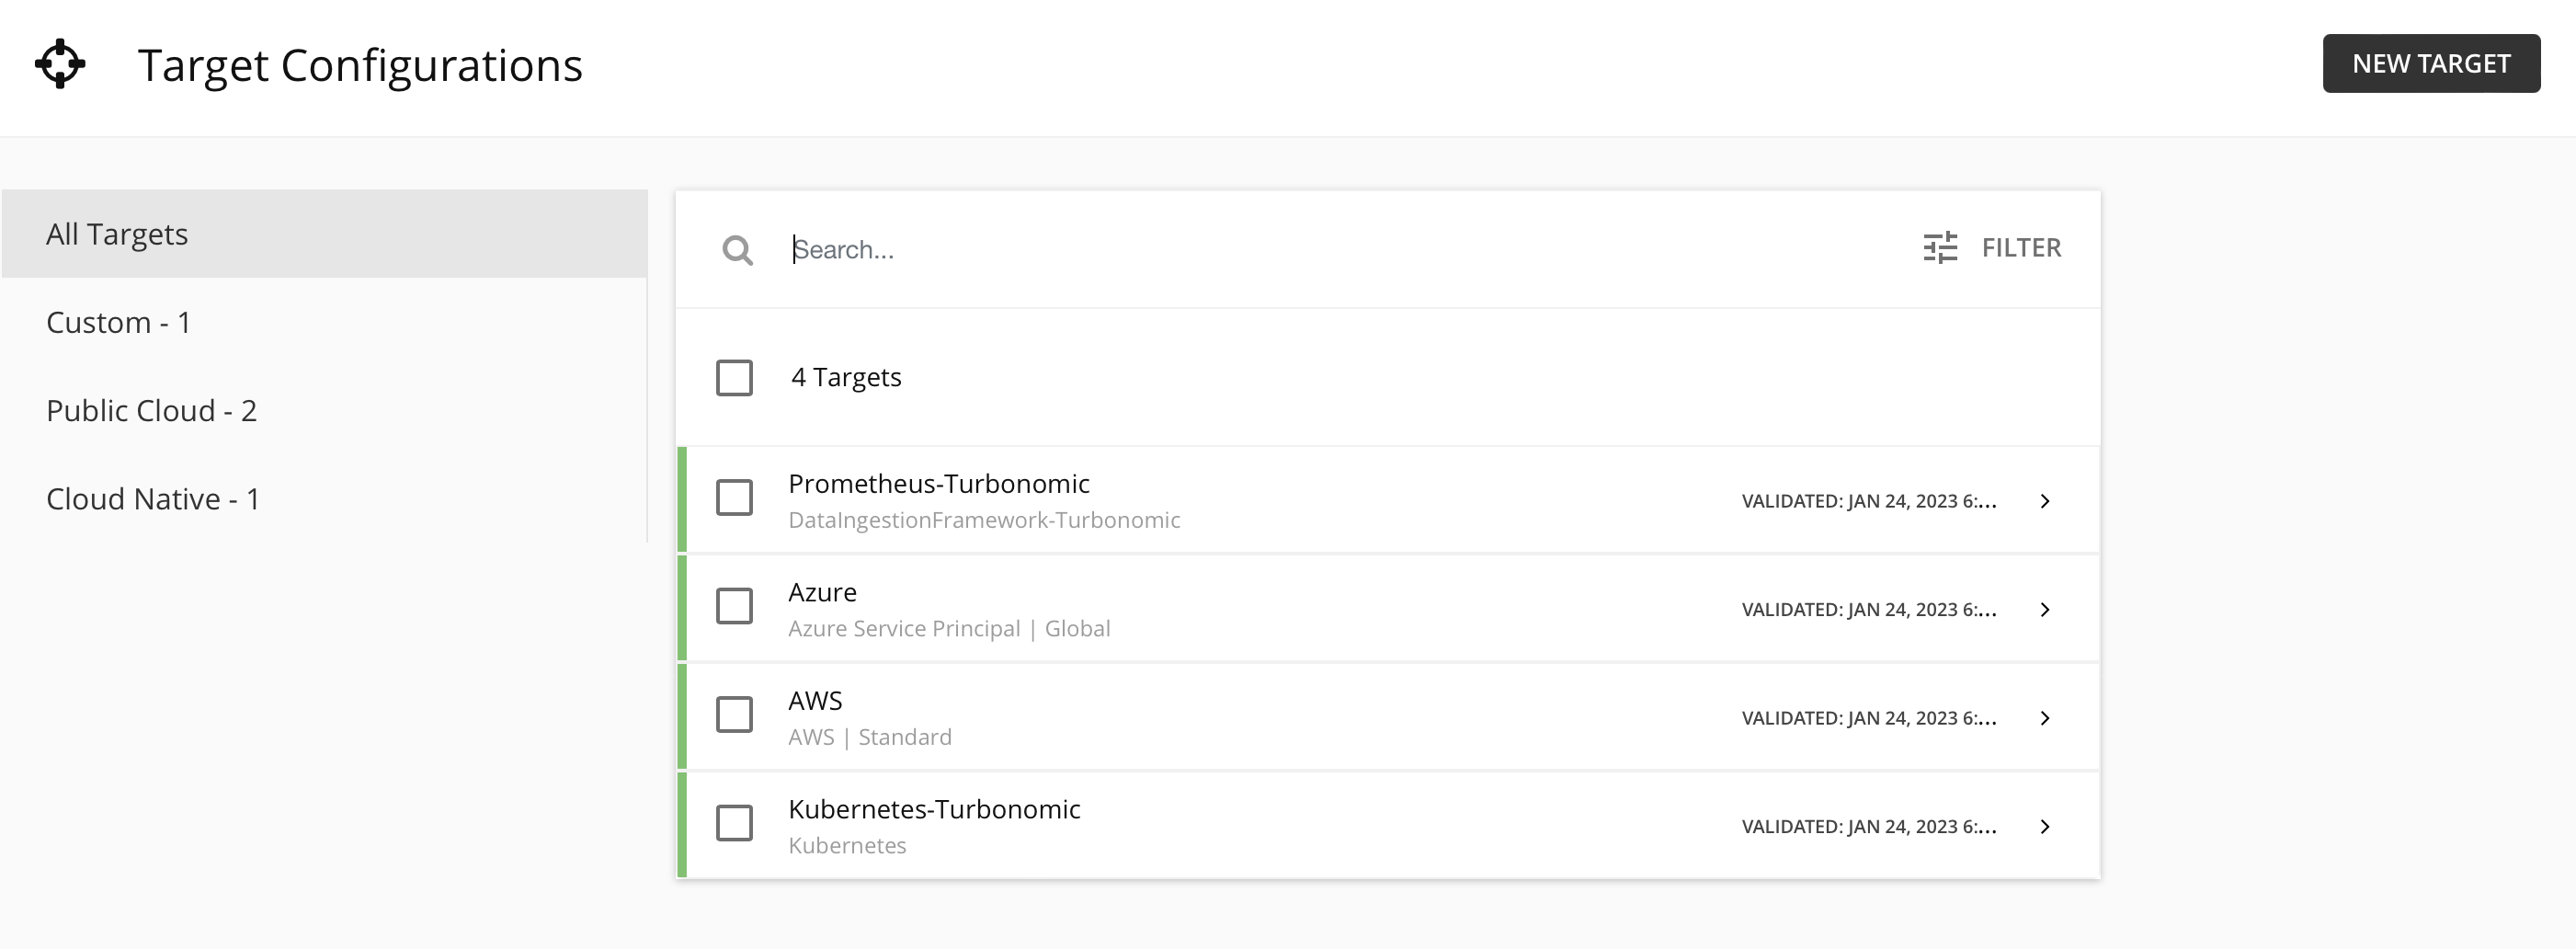 Target Configurations
NEW TARGET
All Targets
Custom - 1
Public Cloud - 2
Cloud Native - 1
Search...
FILTER
4 Targets
Prometheus-Turbonomic
DataIngestionFramework-Turbonomic
VALIDATED: JAN 24, 2023 6:...
Azure
Azure Service Principal | Global
VALIDATED: JAN 24, 2023 6:...
AWS
AWS | Standard
VALIDATED: JAN 24, 2023 6:...
Kubernetes-Turbonomic
Kubernetes
VALIDATED: JAN 24, 2023 6:...